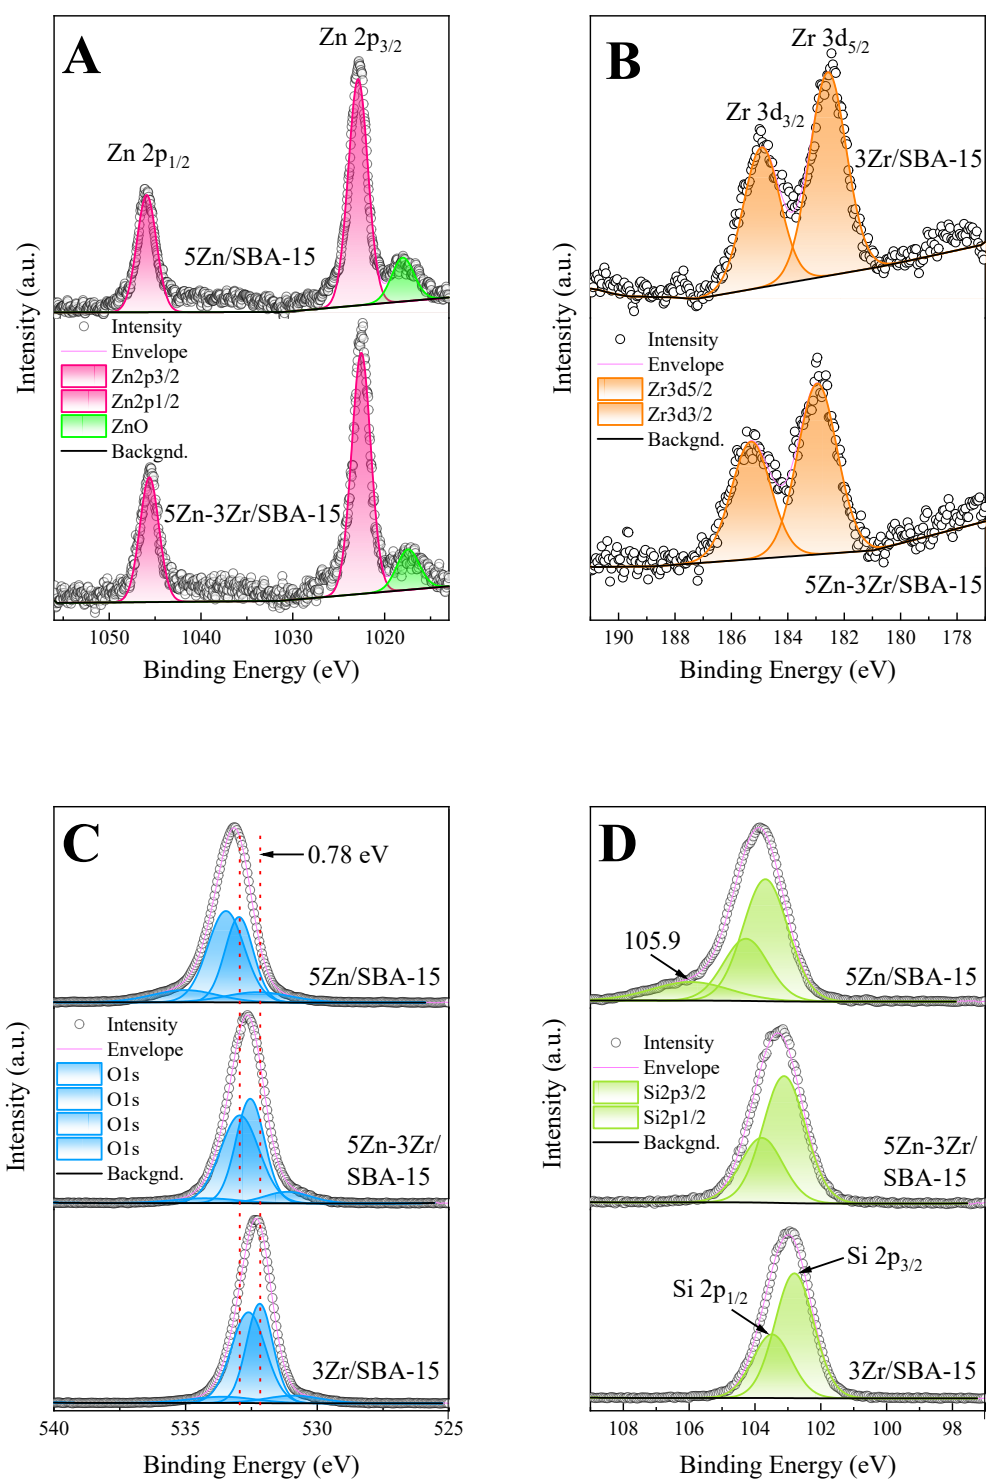 A
Zn 2p3/2
Zn 2p1/2
5Zn/SBA-15
Intensity
Envelope
Zn2p3/2
Zn2p1/2
ZnO
Backgnd.
5Zn-3Zr/SBA-15
1050
1040
1030
1020
Binding Energy (eV)
Intensity (a.u.)
B
Zr 3d5/2
Zr 3d3/2
3Zr/SBA-15
Intensity
Envelope
Zr3d5/2
Zr3d3/2
Backgnd.
5Zn-3Zr/SBA-15
190
188
186
184
182
180
178
Binding Energy (eV)
Intensity (a.u.)
C
0.78 eV
5Zn/SBA-15
Intensity
Envelope
O1s
O1s
O1s
O1s
Backgnd.
5Zn-3Zr/
SBA-15
3Zr/SBA-15
540
535
530
525
Binding Energy (eV)
Intensity (a.u.)
D
105.9
5Zn/SBA-15
Intensity
Envelope
Si2p3/2
Si2p1/2
Backgnd.
5Zn-3Zr/
SBA-15
Si 2p3/2
Si 2p1/2
3Zr/SBA-15
108
106
104
102
100
98
Binding Energy (eV)
Intensity (a.u.)